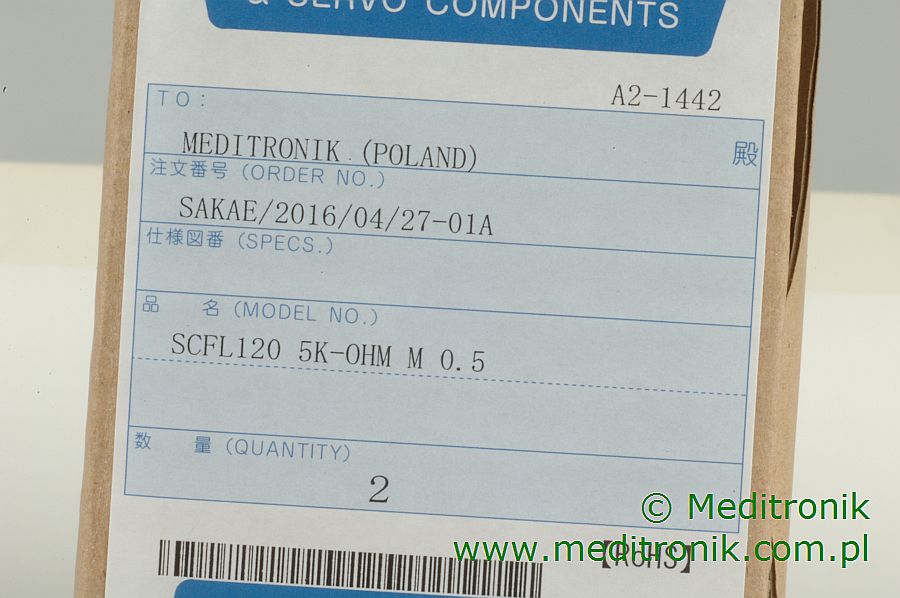 & SERVO COMPONENTS
A2-1442
TO:
MEDITRONIK (POLAND)
殿
注文番号 (ORDER NO.)
SAKAE/2016/04/27-01A
仕様図番 (SPECS.)
品 名 (MODEL NO.)
SCFL120 5K-OHM M 0.5
数 量 (QUANTITY)
2
© Meditronik
【RoHS】
www.meditronik.com.pl